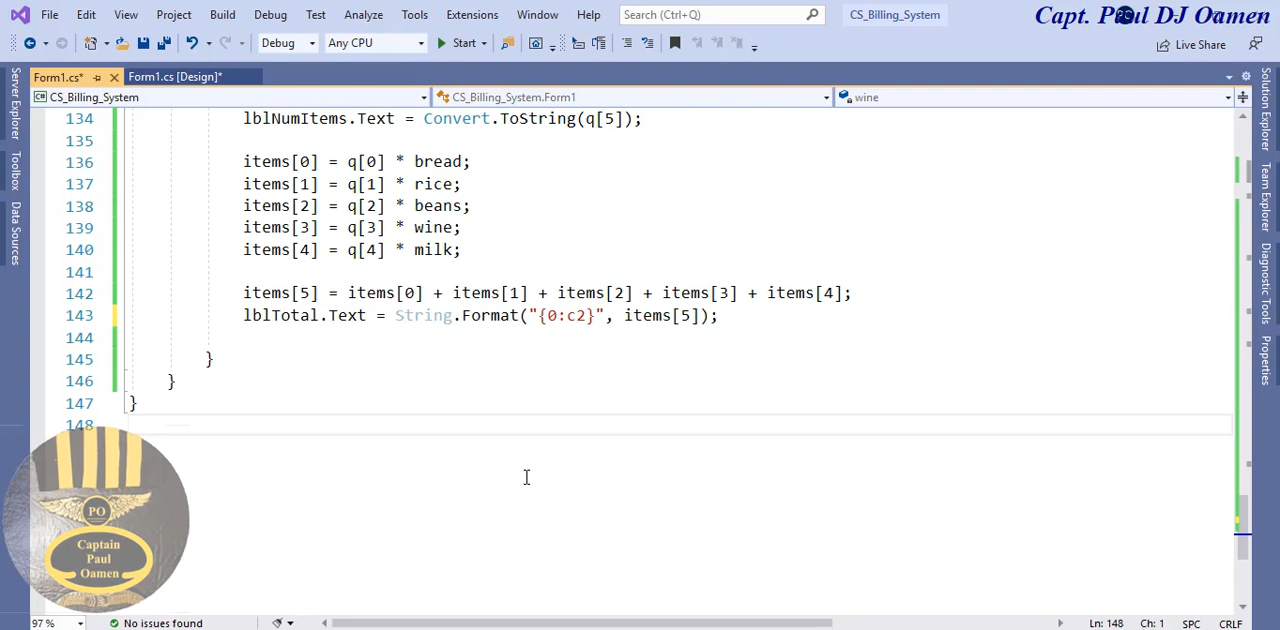 File Edit View Project Build Debug Test Analyze Tools Extensions Window Help Search (Ctrl+Q) CS_Billing_System Capt. Paul DJ Oamen
Debug Any CPU Start Live Share
Form1.cs* Form1.cs [Design]*
CS_Billing_System CS_Billing_System.Form1 wine
Server Explorer
Toolbox
Data Sources
134 lblNumItems.Text = Convert.ToString(q[5]);
135
136 items[0] = q[0] * bread;
137 items[1] = q[1] * rice;
138 items[2] = q[2] * beans;
139 items[3] = q[3] * wine;
140 items[4] = q[4] * milk;
141
142 items[5] = items[0] + items[1] + items[2] + items[3] + items[4];
143 lblTotal.Text = String.Format("{0:c2}", items[5]);
144
145 }
146 }
147 }
148
Solution Explorer
Team Explorer
Diagnostic Tools
Properties
PO
Captain
Paul
Oamen
97 % No issues found Ln: 148 Ch: 1 SPC CRLF